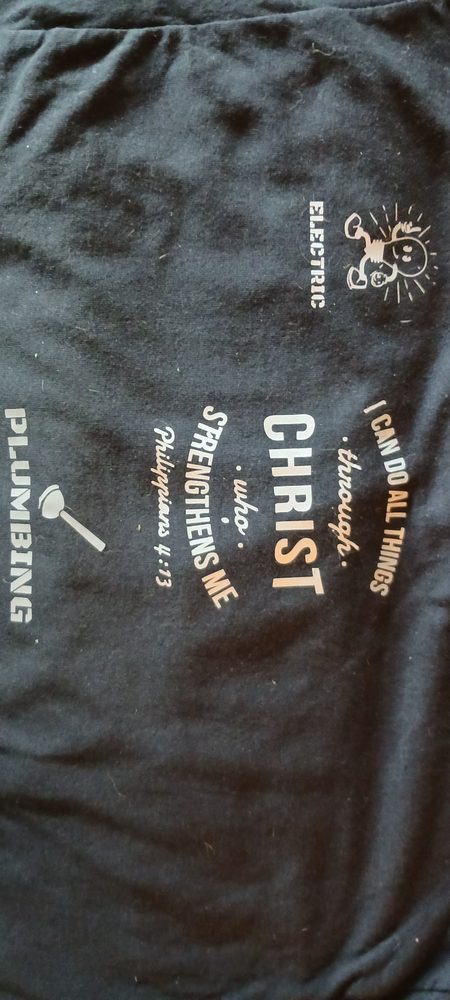 ELECTRIC
I CAN DO ALL THINGS
· through ·
CHRIST
· who ·
STRENGTHENS ME
Philippians 4:13
PLUMBING